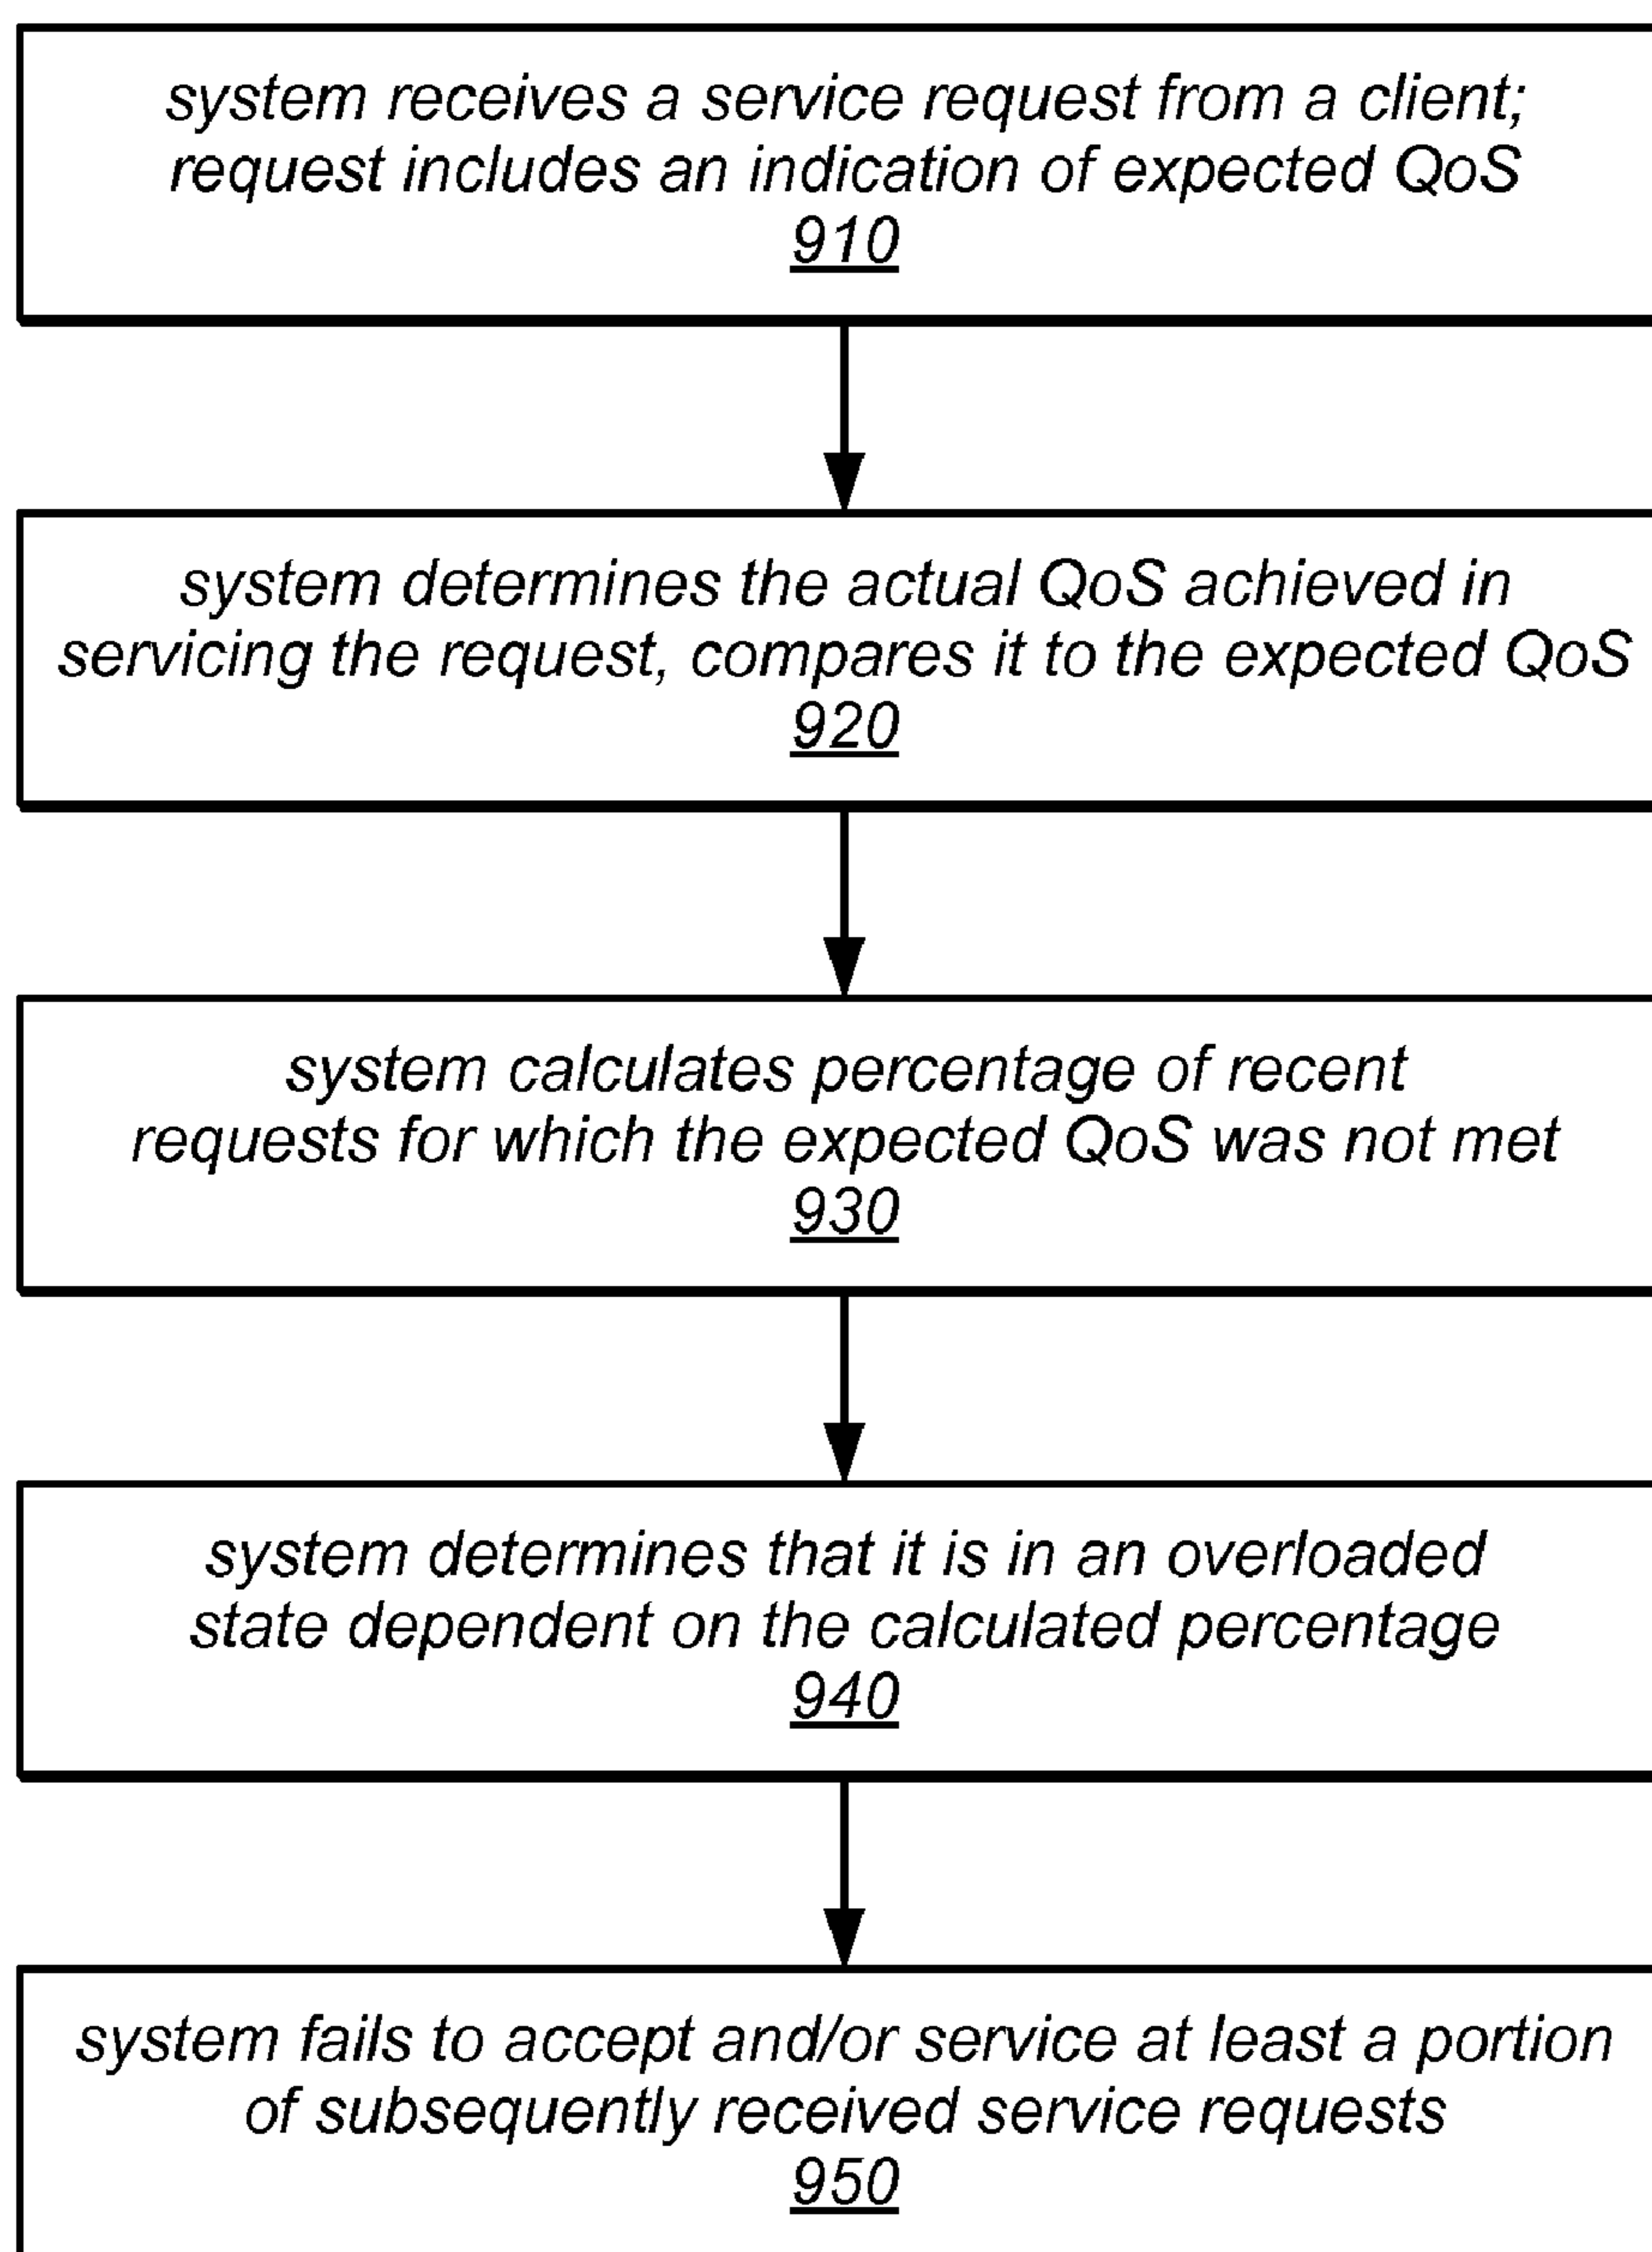 system receives a service request from a client;
request includes an indication of expected QoS
910
system determines the actual QoS achieved in
servicing the request, compares it to the expected QoS
920
system calculates percentage of recent
requests for which the expected QoS was not met
930
system determines that it is in an overloaded
state dependent on the calculated percentage
940
system fails to accept and/or service at least a portion
of subsequently received service requests
950